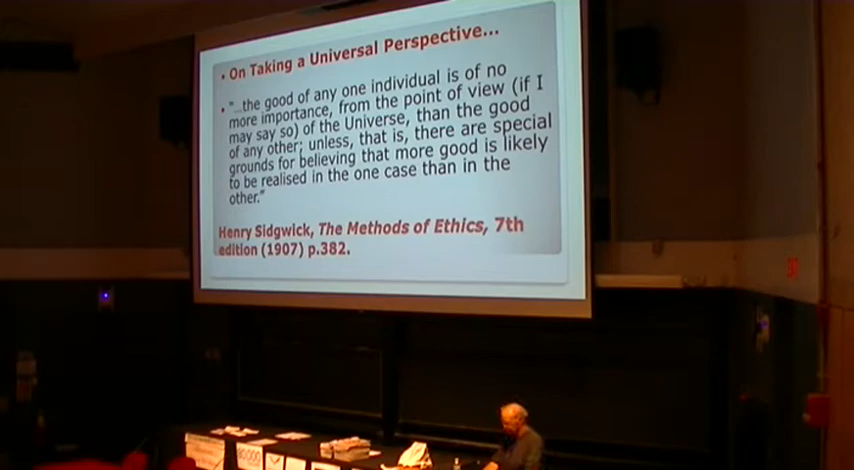 • On Taking a Universal Perspective...
• "...the good of any one individual is of no
more importance, from the point of view (if I
may say so) of the Universe, than the good
of any other; unless, that is, there are special
grounds for believing that more good is likely
to be realised in the one case than in the
other."
Henry Sidgwick, The Methods of Ethics, 7th
edition (1907) p.382.
80,000